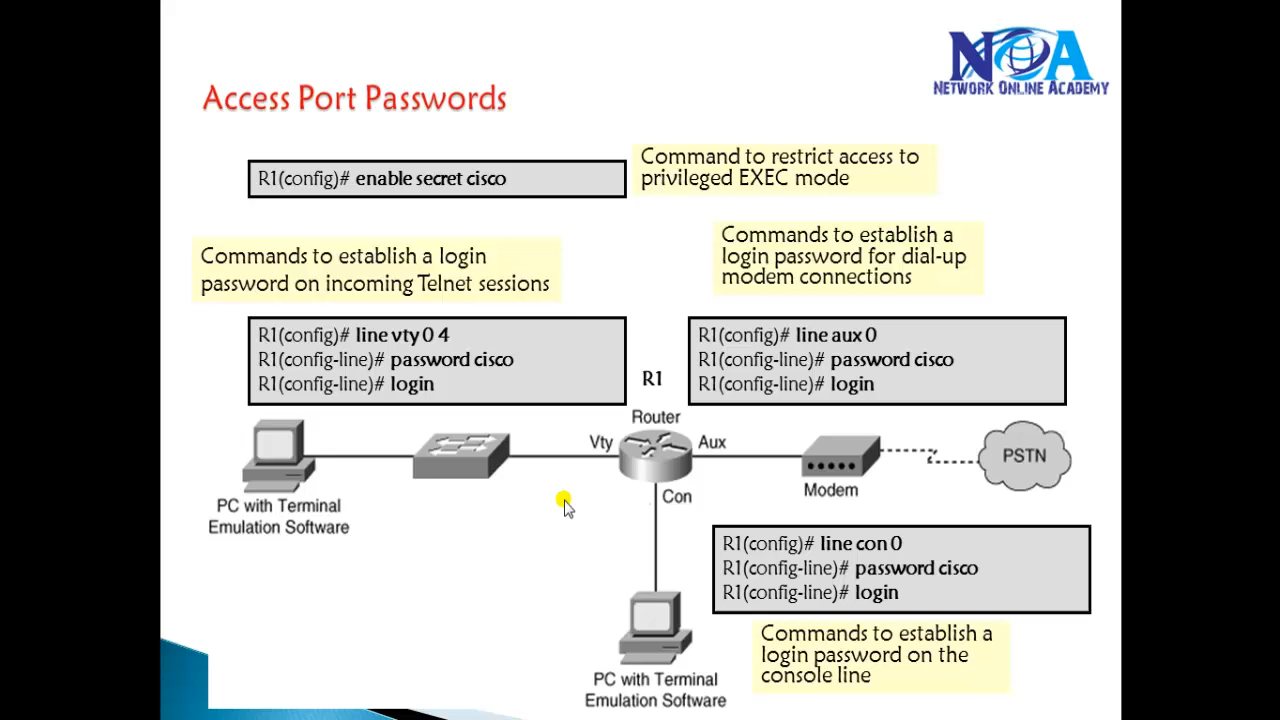 NOA
NETWORK ONLINE ACADEMY
Access Port Passwords
R1(config)# enable secret cisco
Command to restrict access to
privileged EXEC mode
Commands to establish a login
password on incoming Telnet sessions
Commands to establish a
login password for dial-up
modem connections
R1(config)# line vty 0 4
R1(config-line)# password cisco
R1(config-line)# login
R1(config)# line aux 0
R1(config-line)# password cisco
R1(config-line)# login
R1
Router
Vty
Aux
Con
PC with Terminal
Emulation Software
Modem
PSTN
R1(config)# line con 0
R1(config-line)# password cisco
R1(config-line)# login
Commands to establish a
login password on the
console line
PC with Terminal
Emulation Software